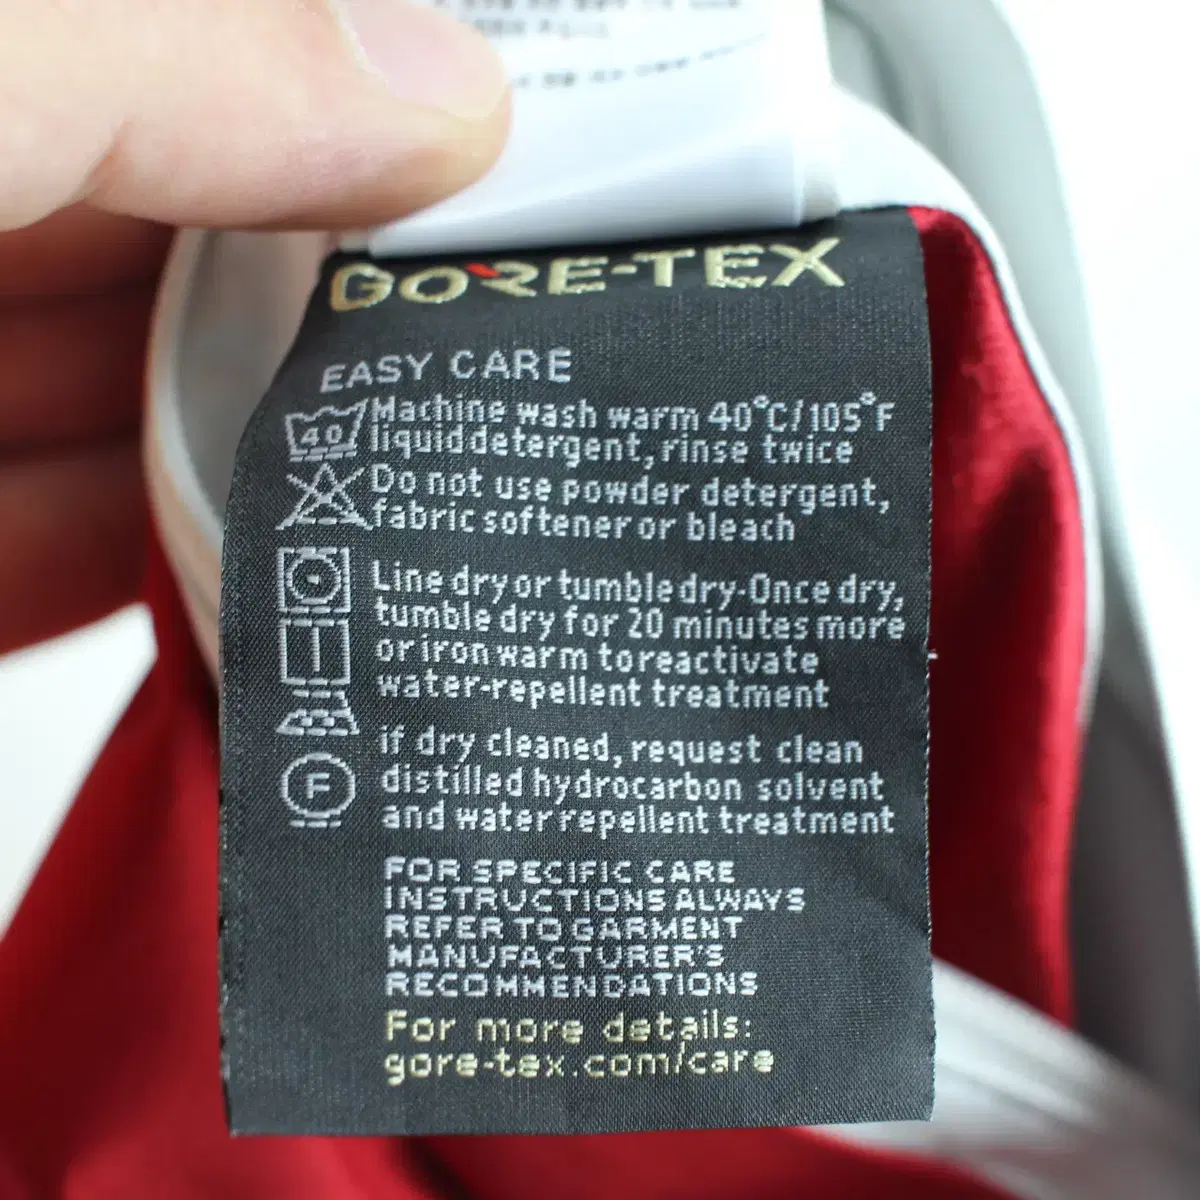 GORE-TEX
EASY CARE
40
Machine wash warm 40°C/105°F
liquid detergent, rinse twice
Do not use powder detergent,
fabric softener or bleach
Line dry or tumble dry-Once dry,
tumble dry for 20 minutes more
or iron warm to reactivate
water-repellent treatment
if dry cleaned, request clean
F
distilled hydrocarbon solvent
and water repellent treatment
FOR SPECIFIC CARE
INSTRUCTIONS ALWAYS
REFER TO GARMENT
MANUFACTURER'S
RECOMMENDATIONS
For more details:
gore-tex.com/care